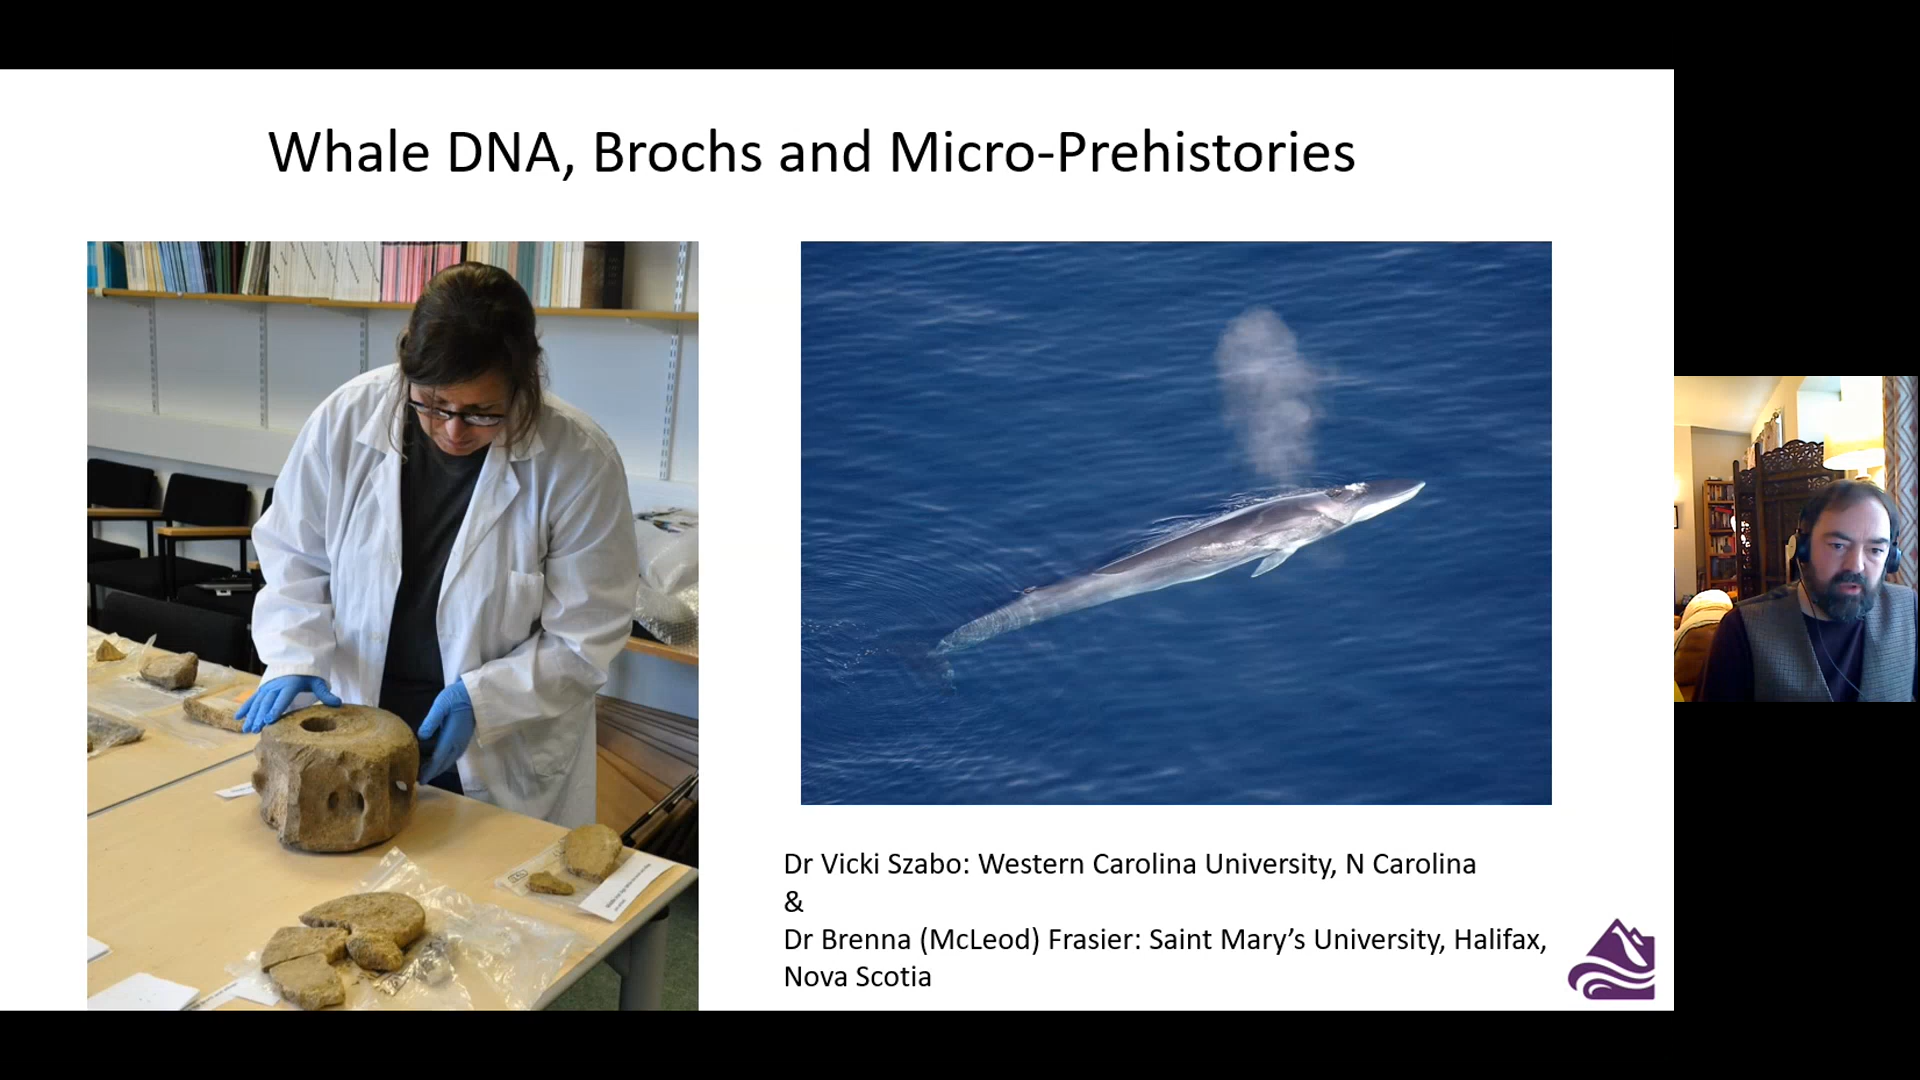 Whale DNA, Brochs and Micro-Prehistories
Dr Vicki Szabo: Western Carolina University, N Carolina
&
Dr Brenna (McLeod) Frasier: Saint Mary’s University, Halifax,
Nova Scotia